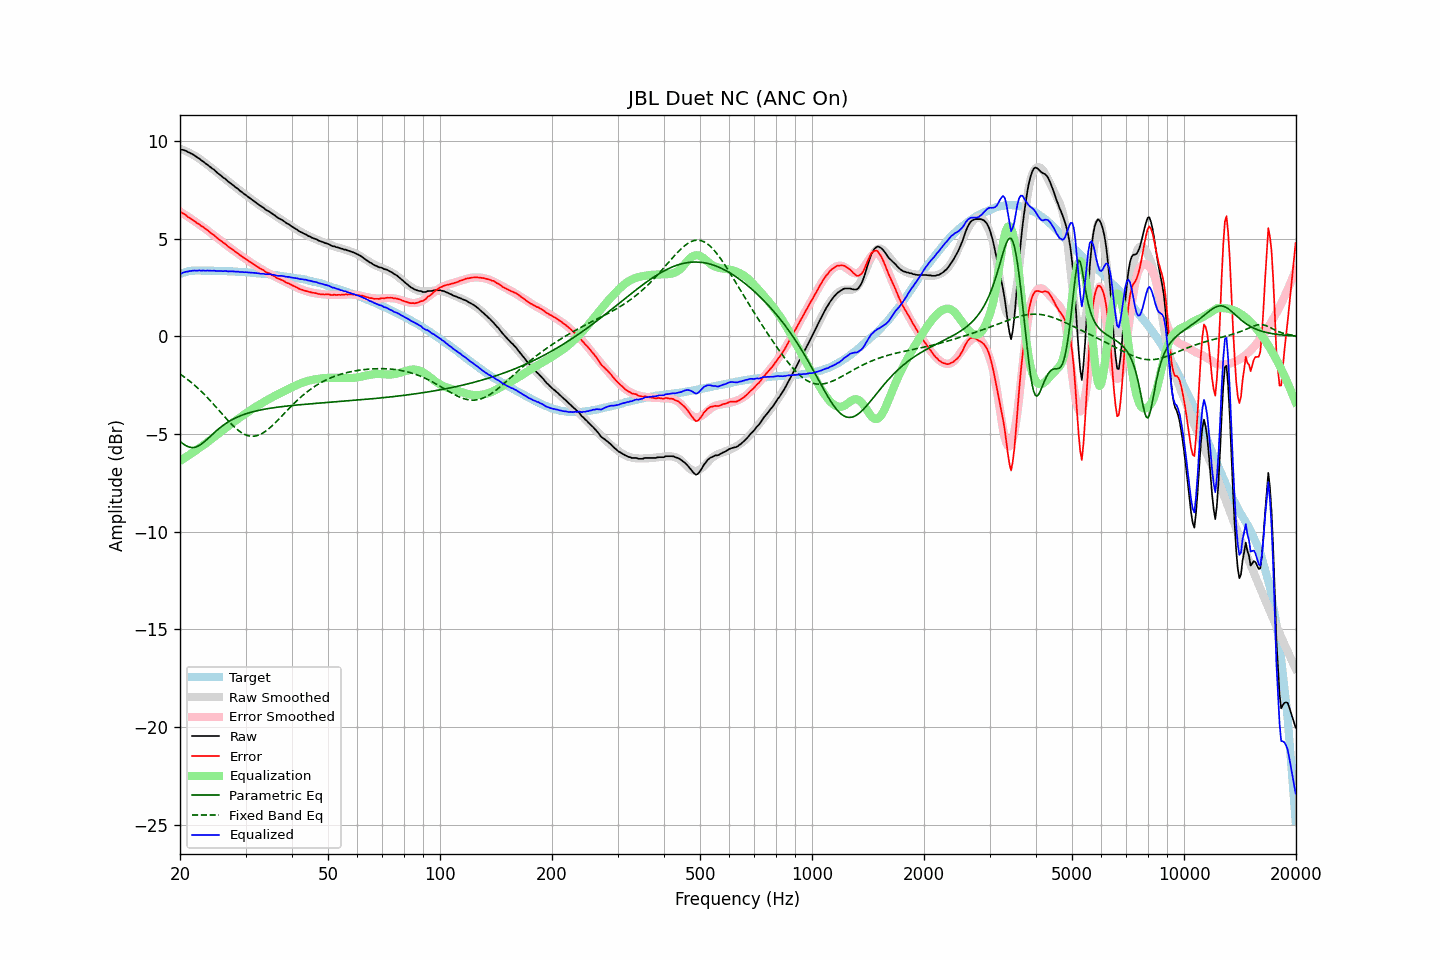 JBL Duet NC (ANC On)
10
5
0
−5
−10
−15
−20
−25
Amplitude (dBr)
Target
Raw Smoothed
Error Smoothed
Raw
Error
Equalization
Parametric Eq
Fixed Band Eq
Equalized
20 50 100 200 500 1000 2000 5000 10000 20000
Frequency (Hz)